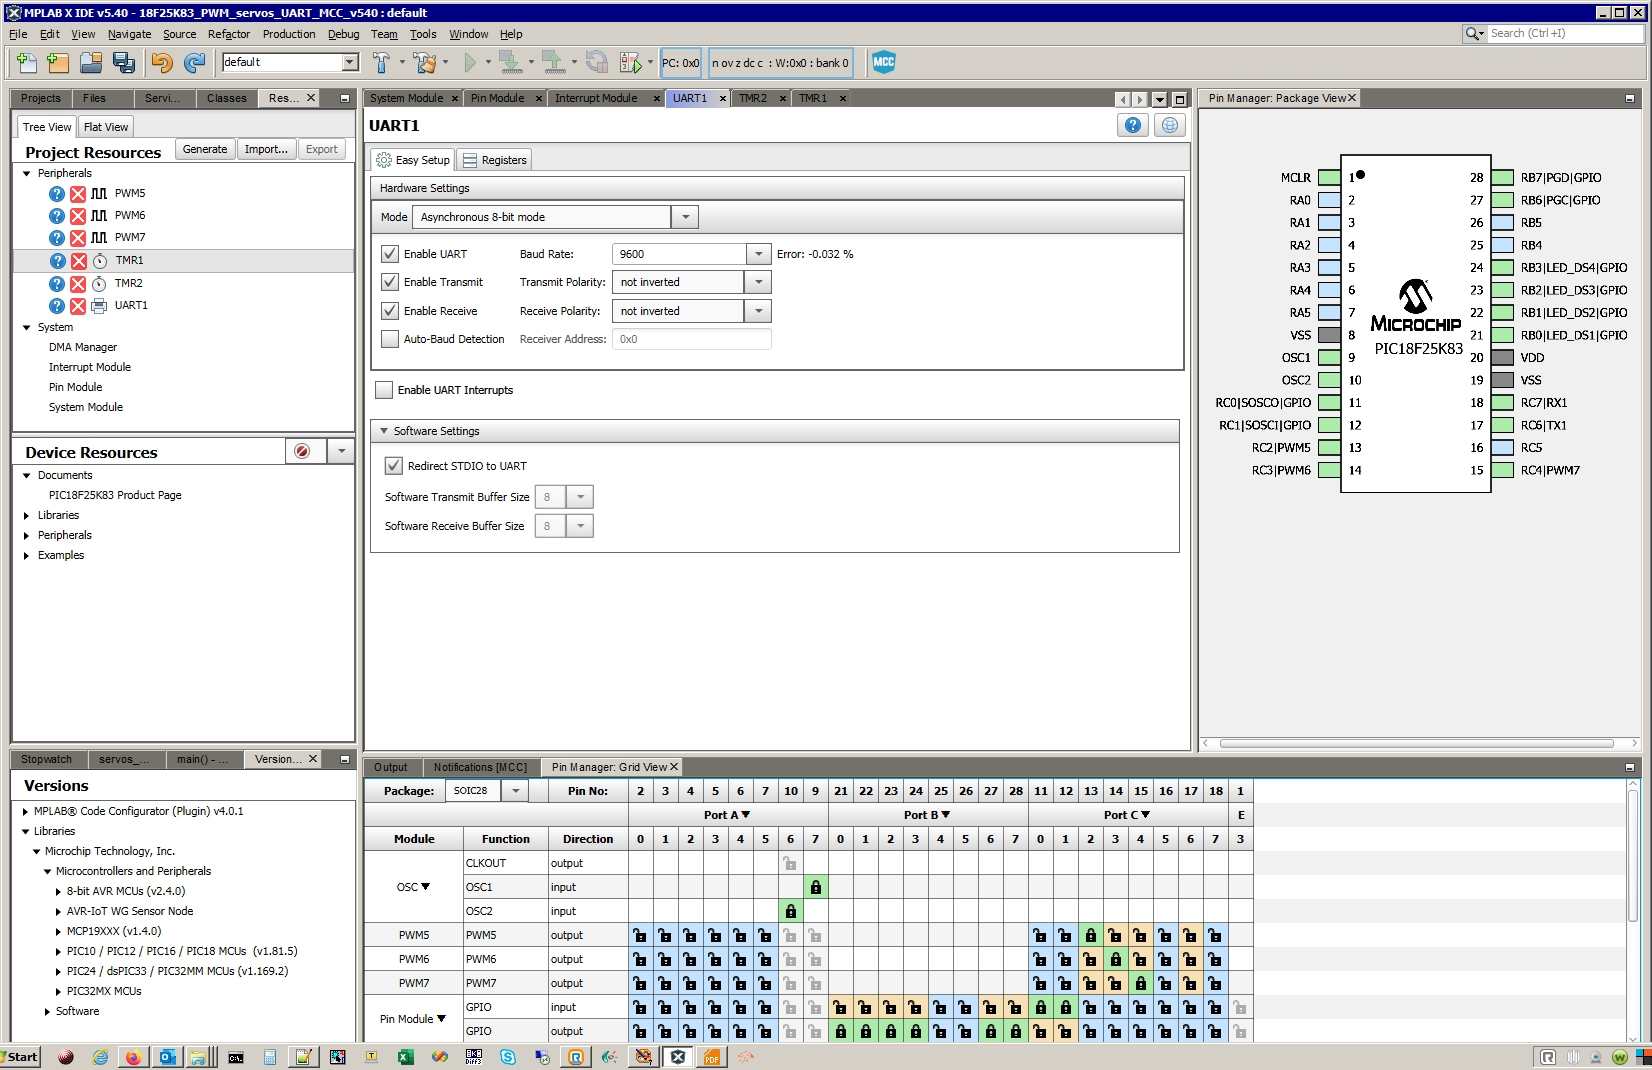 MPLAB X IDE v5.40 - 18F25K83_PWM_servos_UART_MCC_v540 : default
File Edit View Navigate Source Refactor Production Debug Team Tools Window Help
Search (Ctrl+I)
default
PC: 0x0
n ov z dc c : W:0x0 : bank 0
MCC
Projects Files Servi... Classes Res...
Tree View Flat View
Project Resources Generate Import... Export
Peripherals
PWM5
PWM6
PWM7
TMR1
TMR2
UART1
System
DMA Manager
Interrupt Module
Pin Module
System Module
Device Resources
Documents
PIC18F25K83 Product Page
Libraries
Peripherals
Examples
System Module Pin Module Interrupt Module UART1 TMR2 TMR1
UART1
Easy Setup Registers
Hardware Settings
Mode Asynchronous 8-bit mode
Enable UART Baud Rate: 9600 Error: -0.032 %
Enable Transmit Transmit Polarity: not inverted
Enable Receive Receive Polarity: not inverted
Auto-Baud Detection Receiver Address: 0x0
Enable UART Interrupts
Software Settings
Redirect STDIO to UART
Software Transmit Buffer Size 8
Software Receive Buffer Size 8
Pin Manager: Package View
MCLR 1 28 RB7|PGD|GPIO
RA0 2 27 RB6|PGC|GPIO
RA1 3 26 RB5
RA2 4 25 RB4
RA3 5 24 RB3|LED_DS4|GPIO
RA4 6 23 RB2|LED_DS3|GPIO
RA5 7 22 RB1|LED_DS2|GPIO
VSS 8 21 RB0|LED_DS1|GPIO
MICROCHIP
PIC18F25K83
OSC1 9 20 VDD
OSC2 10 19 VSS
RC0|SOSCO|GPIO 11 18 RC7|RX1
RC1|SOSCI|GPIO 12 17 RC6|TX1
RC2|PWM5 13 16 RC5
RC3|PWM6 14 15 RC4|PWM7
Stopwatch servos_... main() - ... Version...
Versions
MPLAB® Code Configurator (Plugin) v4.0.1
Libraries
Microchip Technology, Inc.
Microcontrollers and Peripherals
8-bit AVR MCUs (v2.4.0)
AVR-IoT WG Sensor Node
MCP19XXX (v1.4.0)
PIC10 / PIC12 / PIC16 / PIC18 MCUs (v1.81.5)
PIC24 / dsPIC33 / PIC32MM MCUs (v1.169.2)
PIC32MX MCUs
Software
Output Notifications [MCC] Pin Manager: Grid View
Package: SOIC28 Pin No: 2 3 4 5 6 7 10 9 21 22 23 24 25 26 27 28 11 12 13 14 15 16 17 18 1
Port A Port B Port C E
Module Function Direction 0 1 2 3 4 5 6 7 0 1 2 3 4 5 6 7 0 1 2 3 4 5 6 7 3
OSC CLKOUT output
OSC1 input
OSC2 input
PWM5 PWM5 output
PWM6 PWM6 output
PWM7 PWM7 output
Pin Module GPIO input
GPIO output
Start